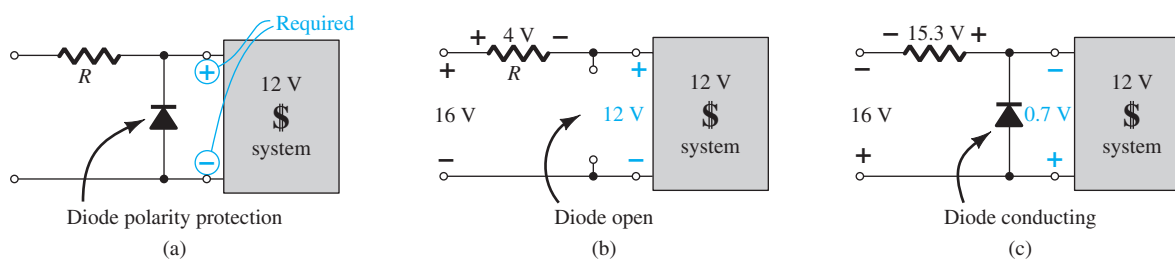 Required
+
R
12 V
$
system
−
Diode polarity protection
(a)
+ 4 V −
R
+
+
16 V
12 V
12 V
$
system
−
−
Diode open
(b)
− 15.3 V +
−
−
16 V
0.7 V
12 V
$
system
+
+
Diode conducting
(c)